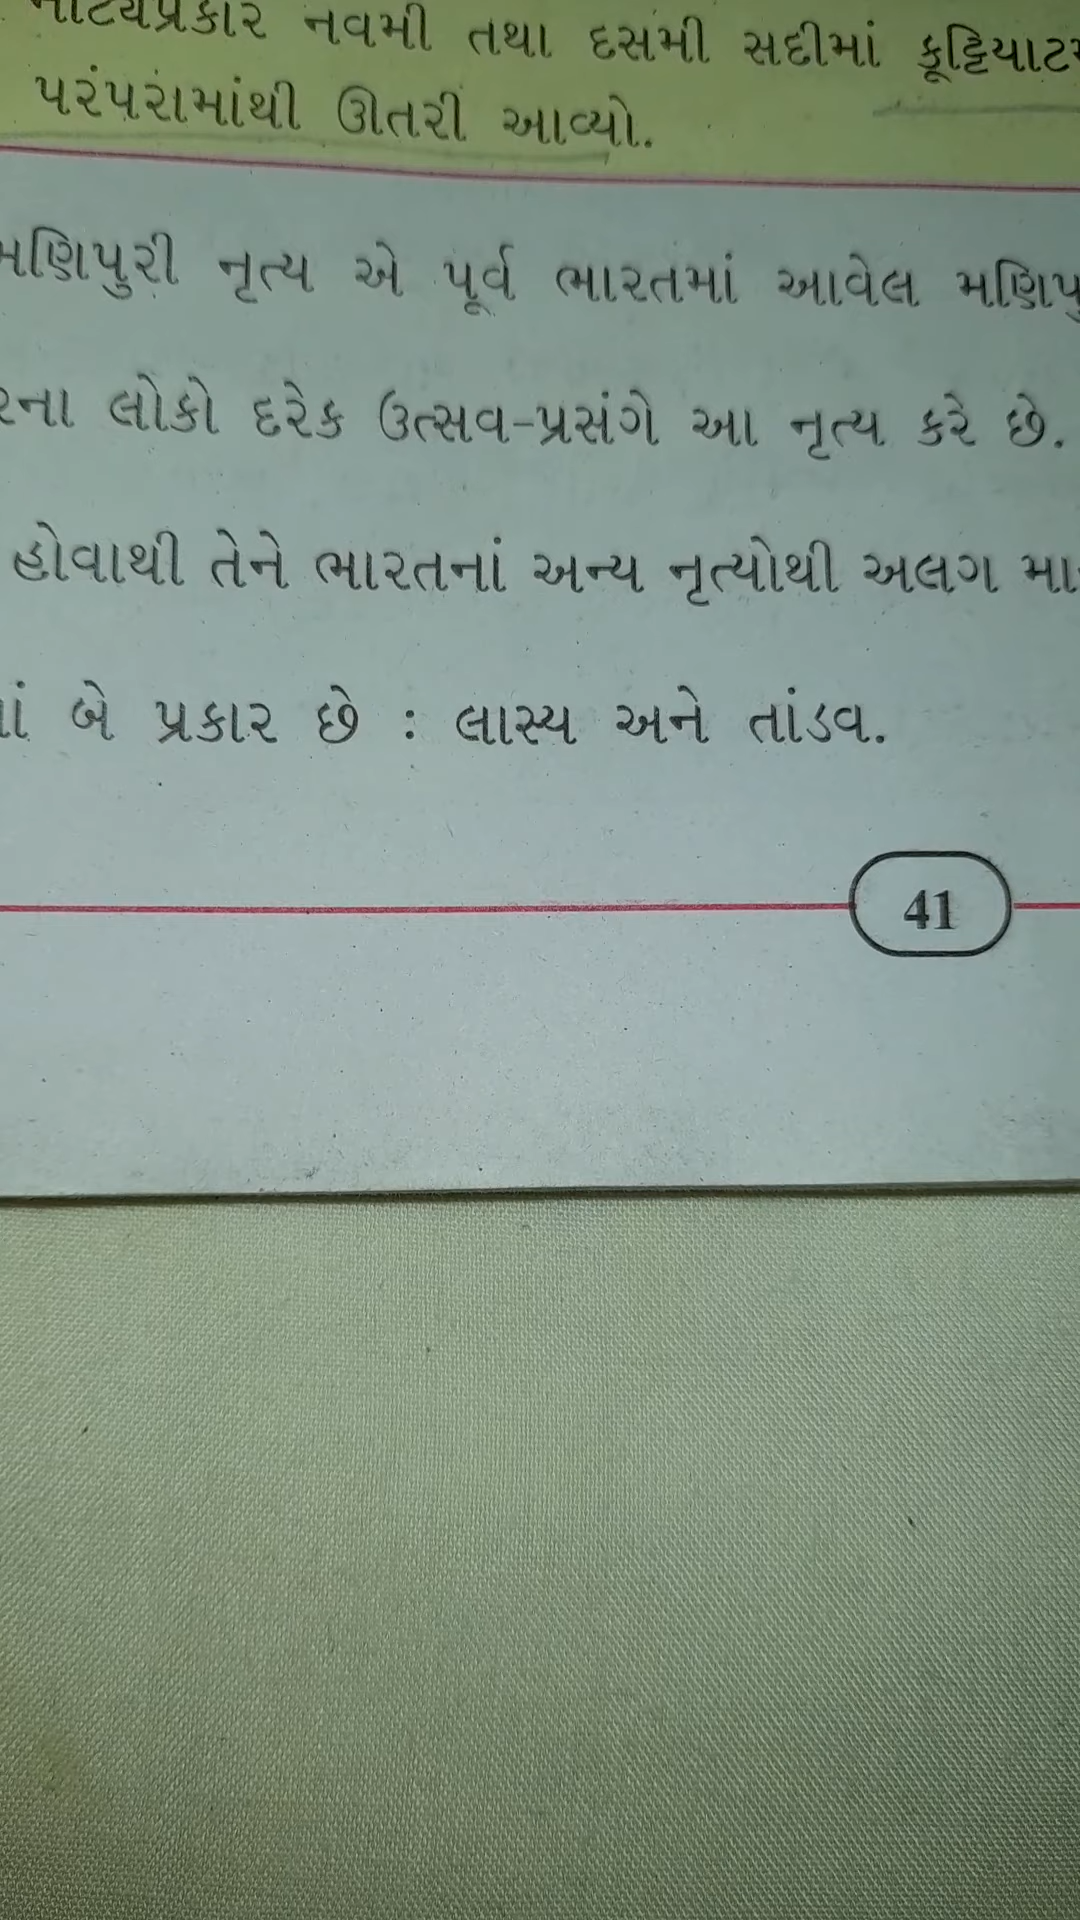 નાટ્યપ્રકાર નવમી તથા દસમી સદીમાં
પરંપરામાંથી ઊતરી આવ્યો.
મણિપુરી નૃત્ય એ પૂર્વ ભારતમાં આવેલ
લોકો દરેક ઉત્સવ-પ્રસંગે આ નૃત્ય કરે છે.
હોવાથી તેને ભારતનાં અન્ય નૃત્યોથી અલગ
બે પ્રકાર છે : લાસ્ય અને તાંડવ.
41